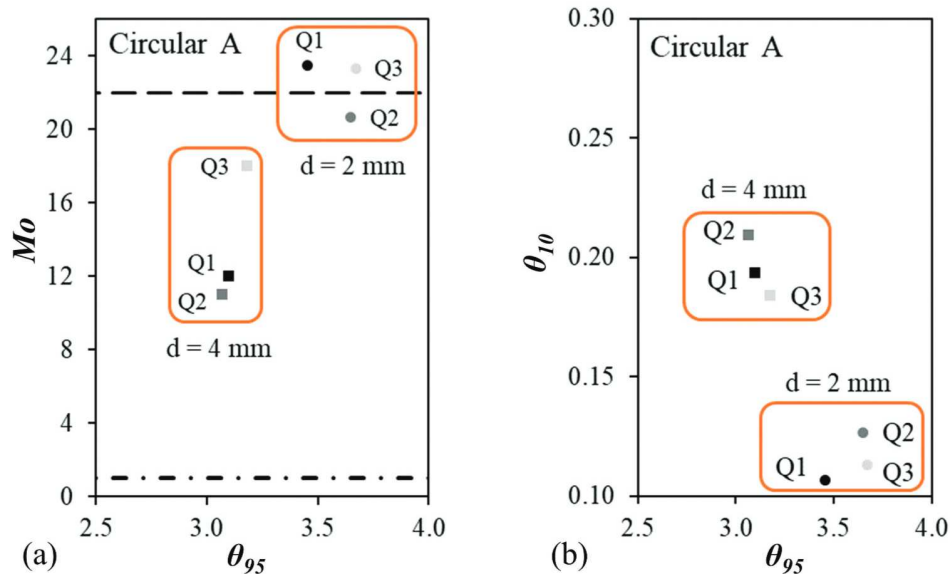 Circular A
24
20
16
12
8
4
0
Mo
Q1
Q3
Q2
d = 2 mm
Q3
Q1
Q2
d = 4 mm
2.5 3.0 3.5 4.0
(a)
θ95
Circular A
0.30
0.25
0.20
0.15
0.10
θ10
d = 4 mm
Q2
Q1
Q3
d = 2 mm
Q2
Q1
Q3
2.5 3.0 3.5 4.0
(b)
θ95